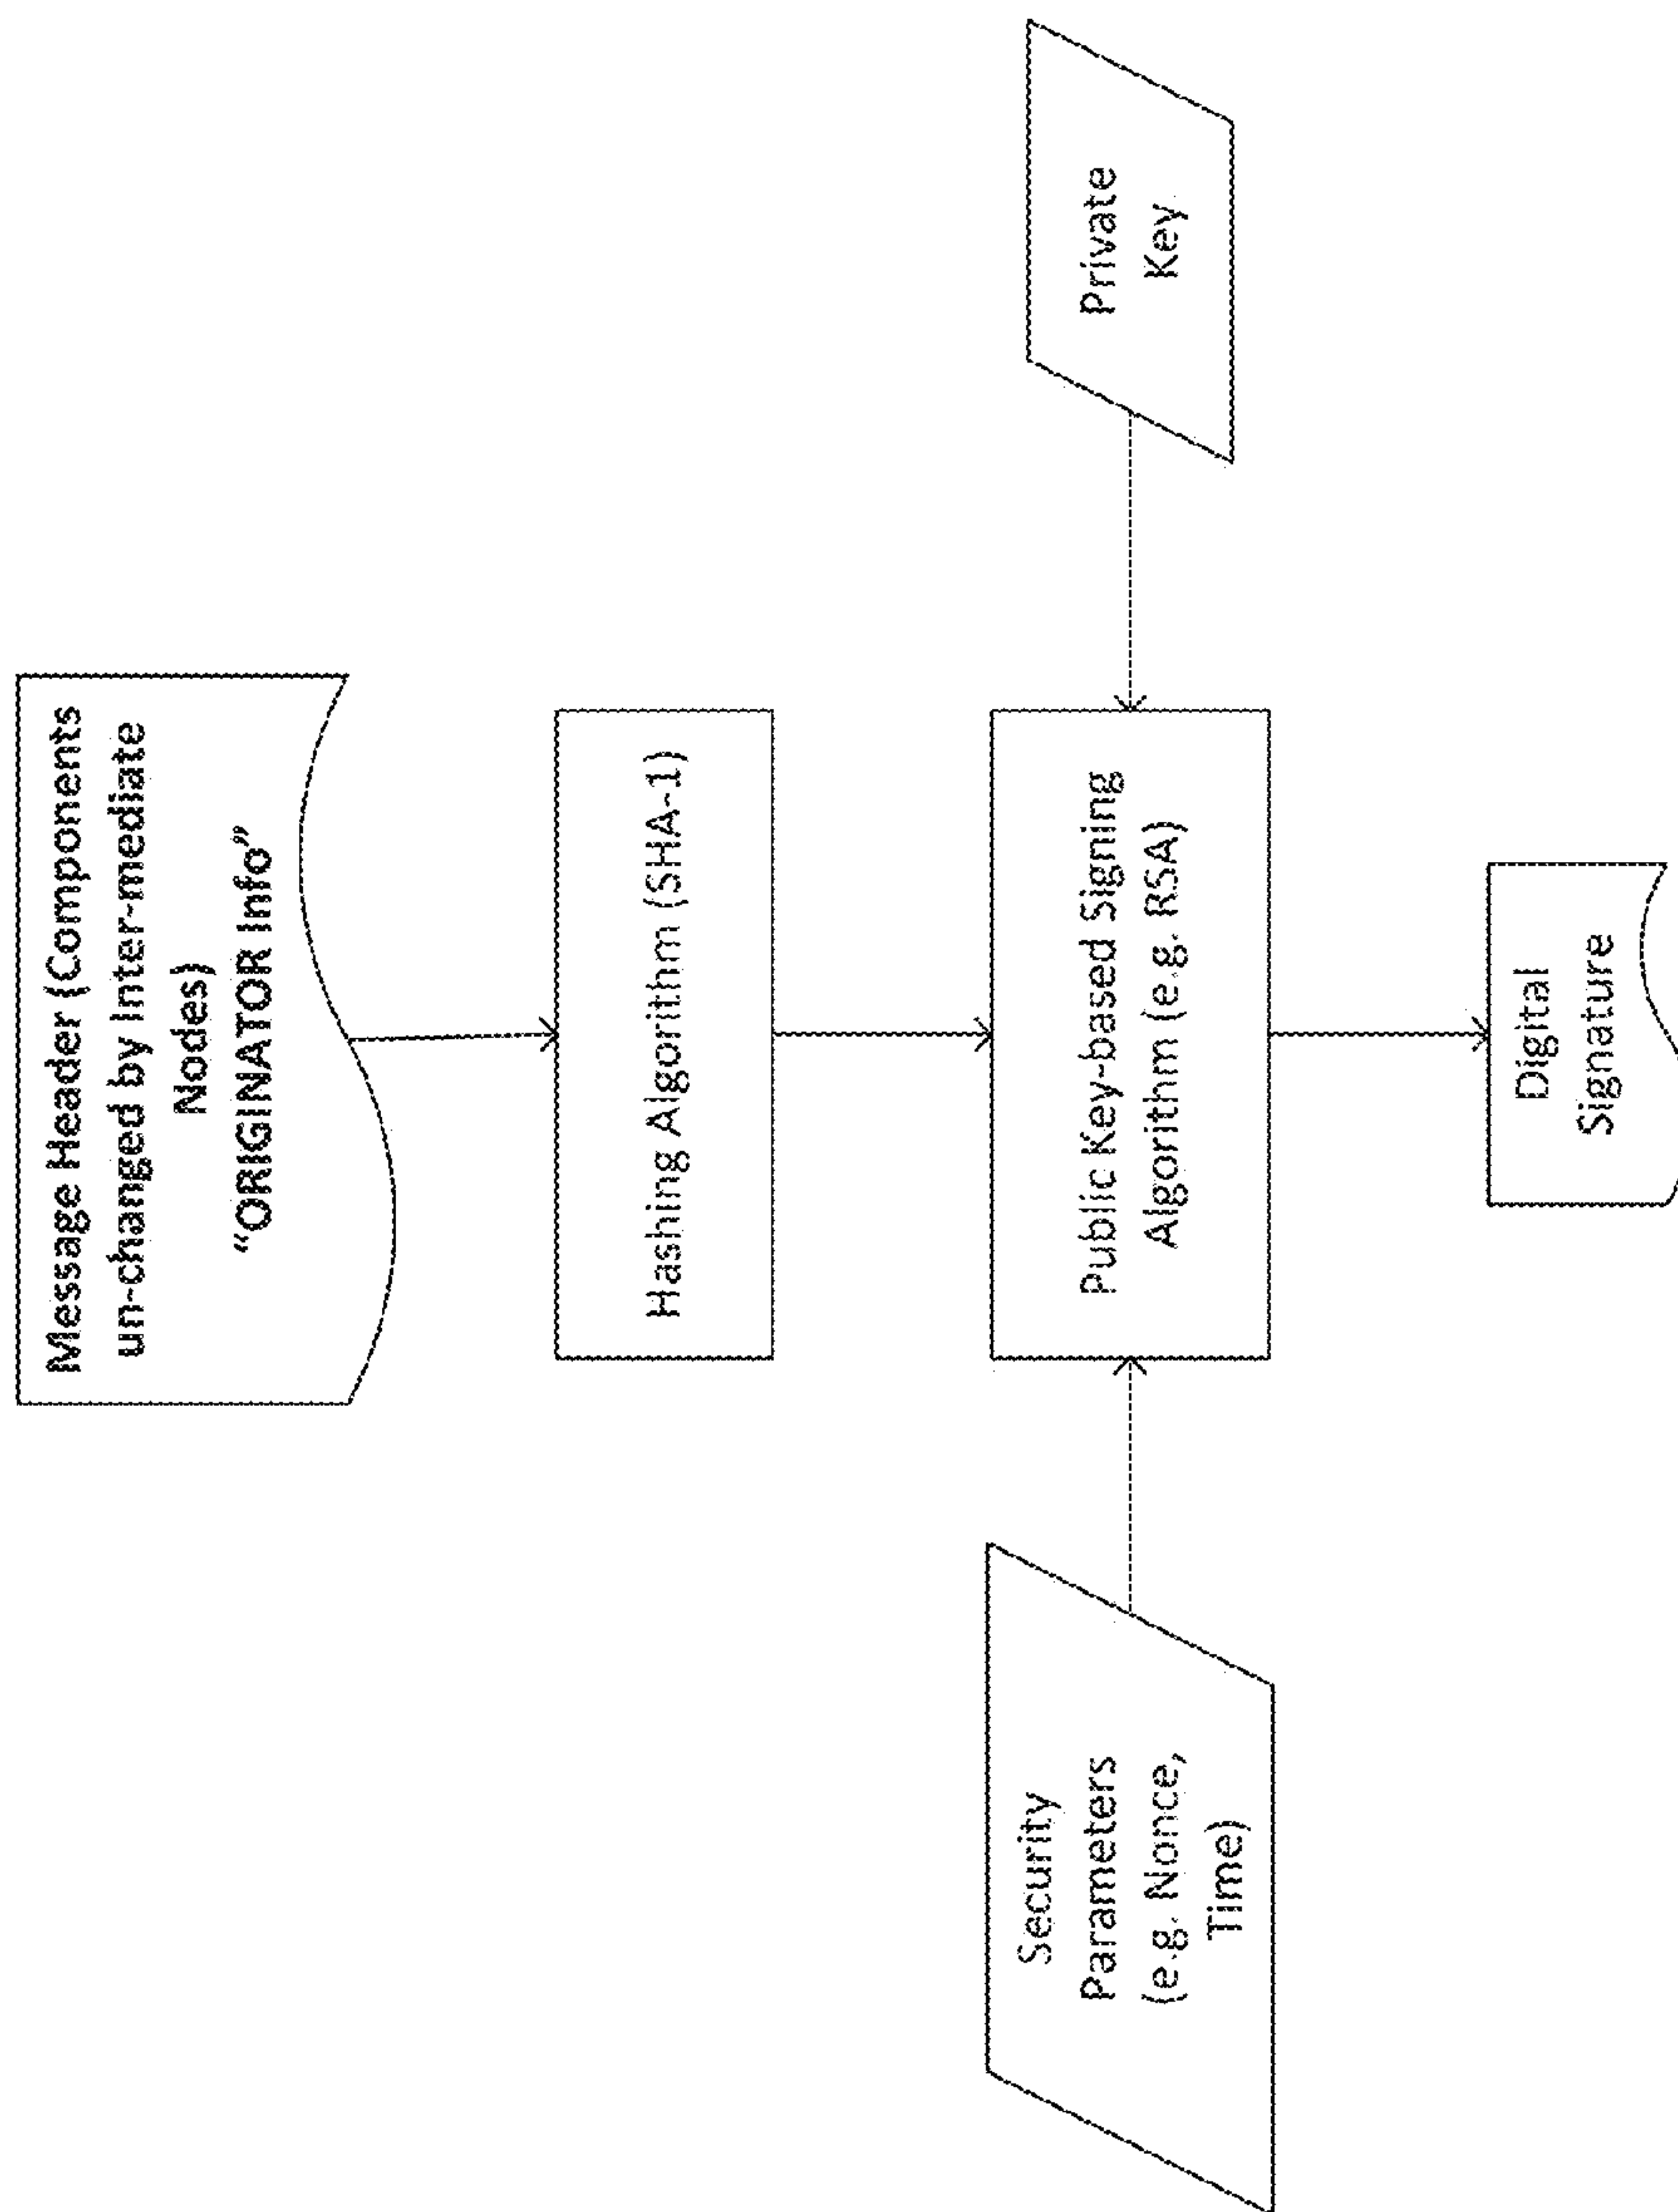 Message Header (Components
un-changed by Inter-mediate
Nodes)
“ORIGINATOR Info”
Hashing Algorithm (SHA-1)
Security
Parameters
(e.g. Nonce,
Time)
Public Key-based Signing
Algorithm (e.g. RSA)
Private
Key
Digital
Signature